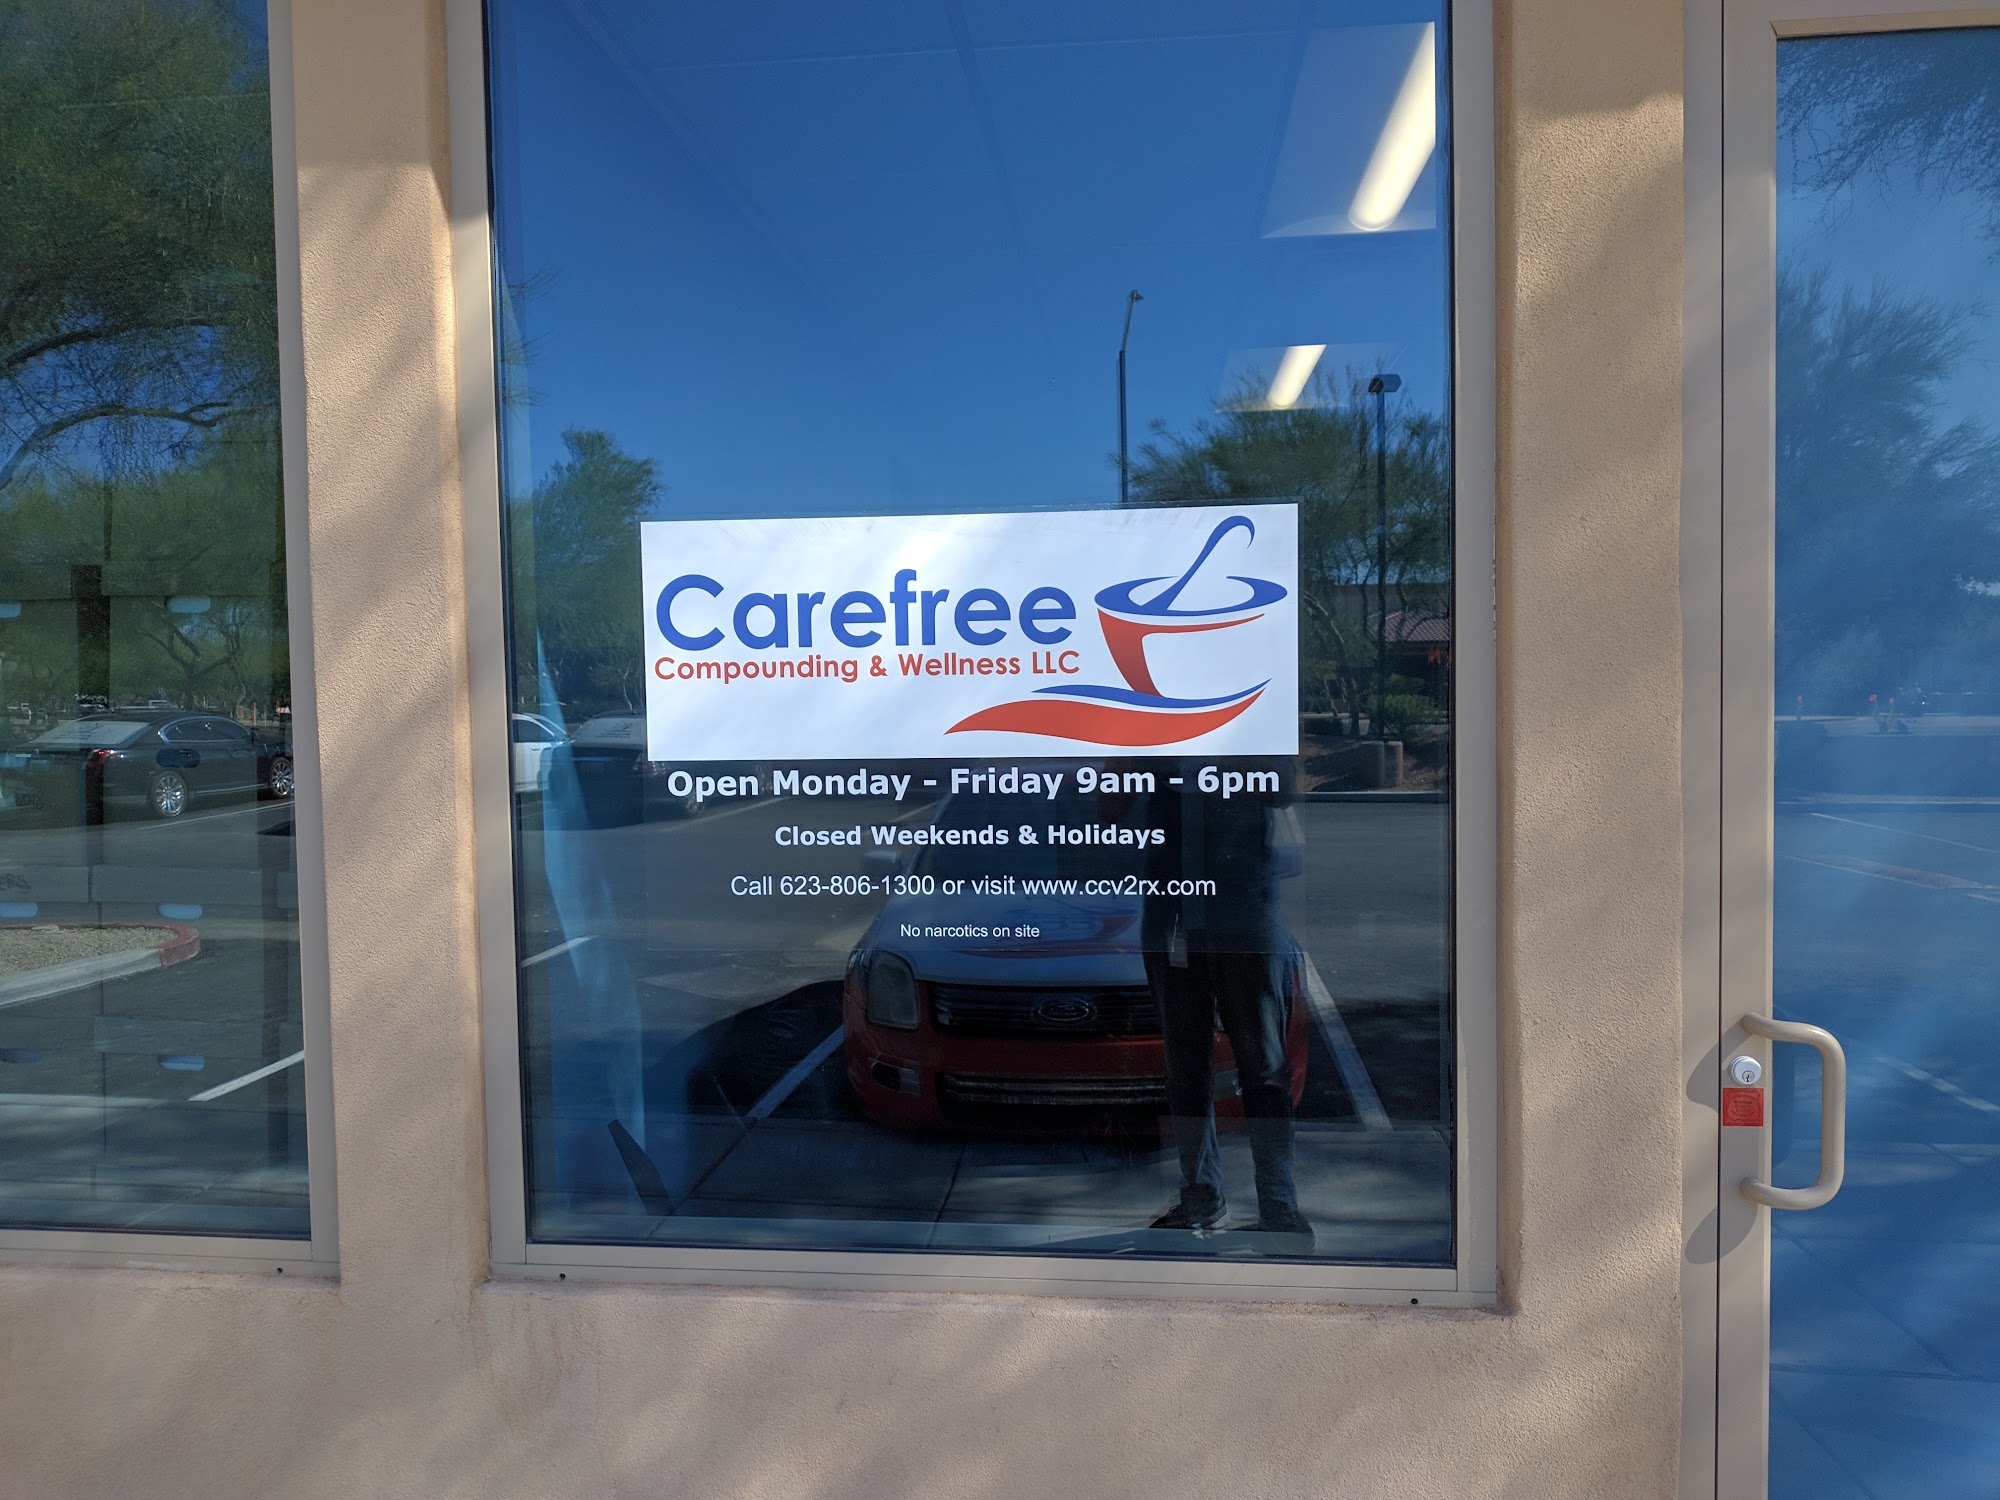 Carefree
Compounding & Wellness LLC
Open Monday - Friday 9am - 6pm
Closed Weekends & Holidays
Call 623-806-1300 or visit www.ccv2rx.com
No narcotics on site